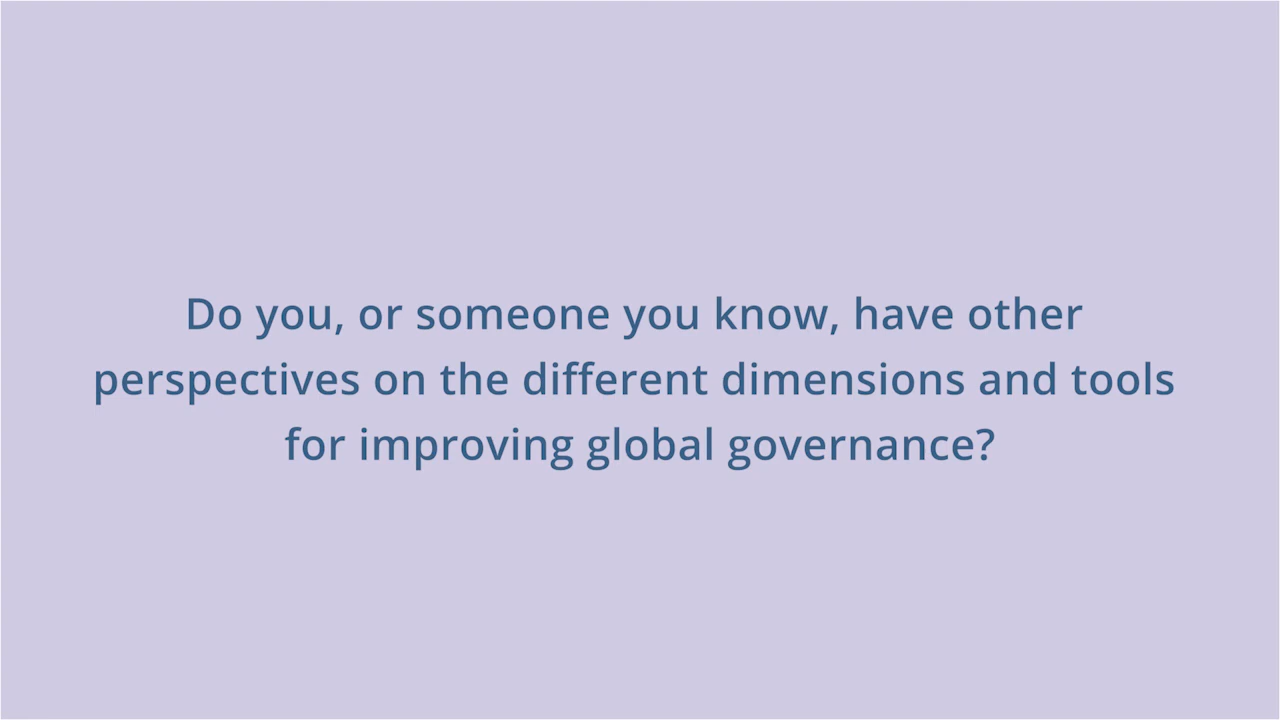 Do you, or someone you know, have other
perspectives on the different dimensions and tools
for improving global governance?